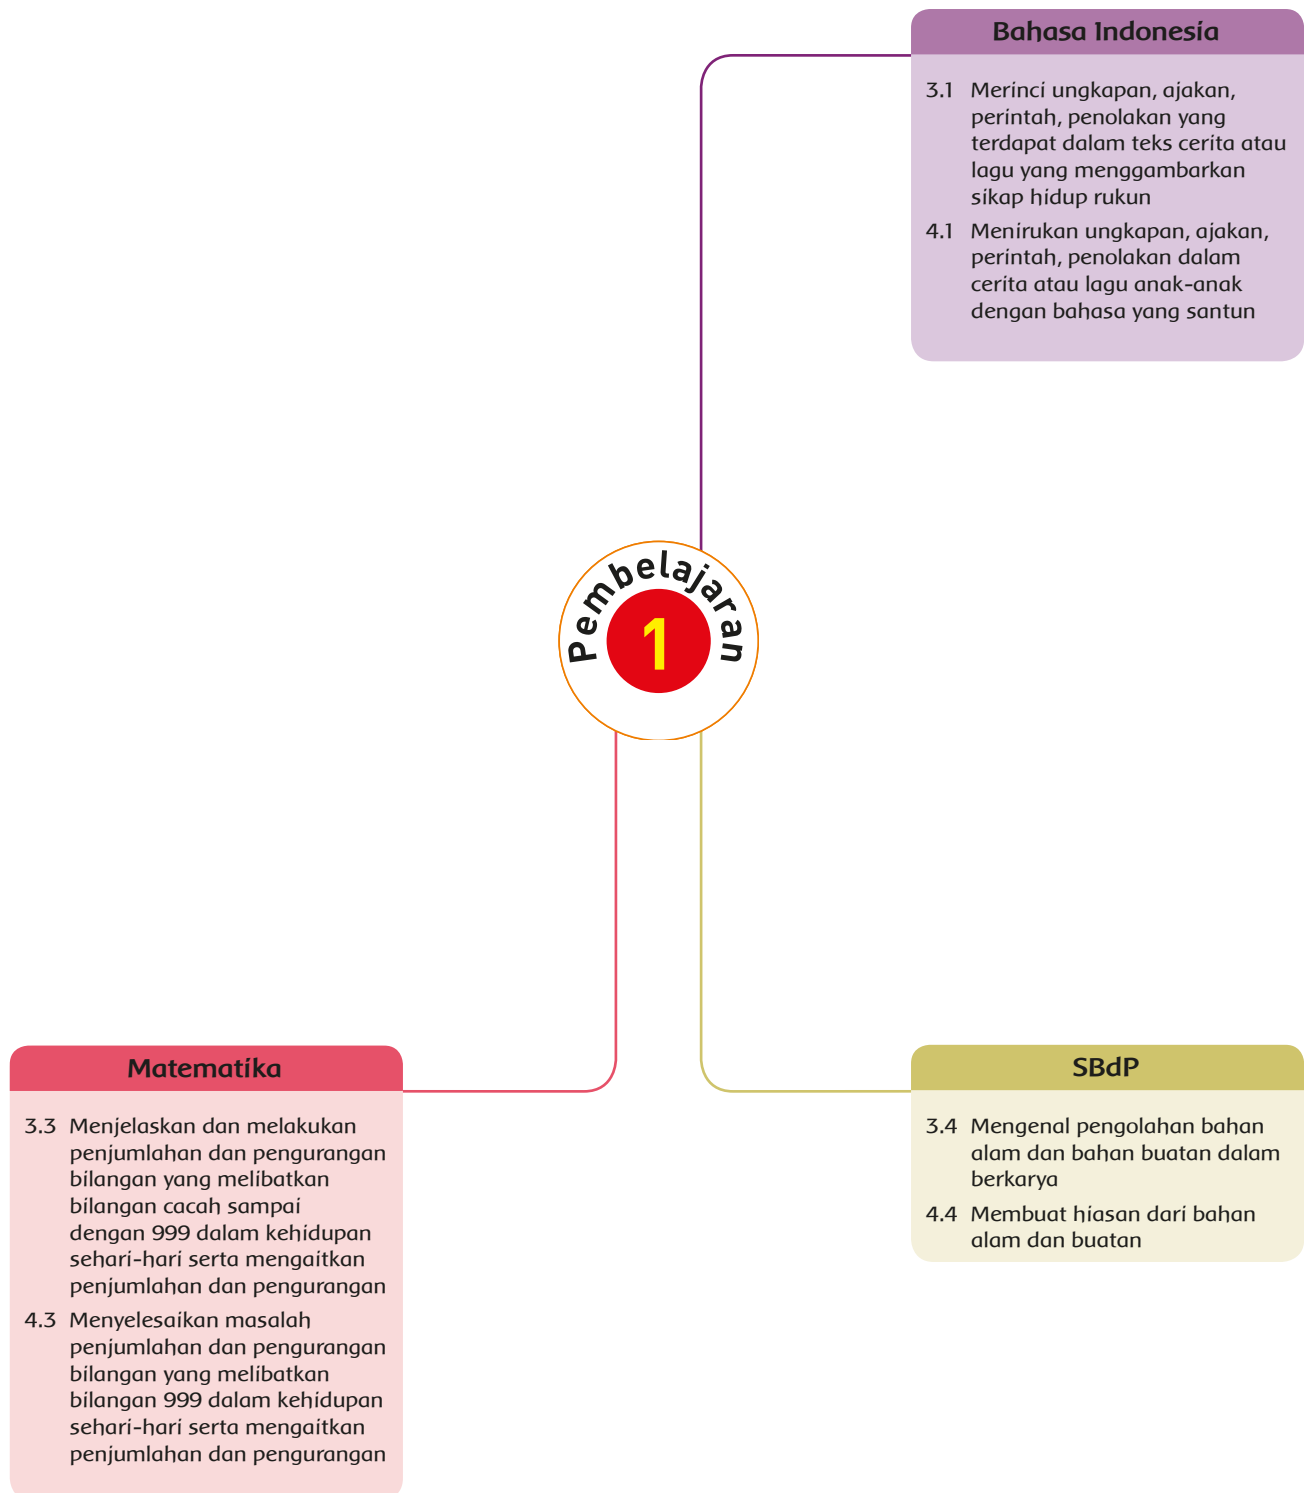 Bahasa Indonesia
3.1 Merinci ungkapan, ajakan,
perintah, penolakan yang
terdapat dalam teks cerita atau
lagu yang menggambarkan
sikap hidup rukun
4.1 Menirukan ungkapan, ajakan,
perintah, penolakan dalam
cerita atau lagu anak-anak
dengan bahasa yang santun
Pembelajaran
1
Matematika
3.3 Menjelaskan dan melakukan
penjumlahan dan pengurangan
bilangan yang melibatkan
bilangan cacah sampai
dengan 999 dalam kehidupan
sehari-hari serta mengaitkan
penjumlahan dan pengurangan
4.3 Menyelesaikan masalah
penjumlahan dan pengurangan
bilangan yang melibatkan
bilangan 999 dalam kehidupan
sehari-hari serta mengaitkan
penjumlahan dan pengurangan
SBdP
3.4 Mengenal pengolahan bahan
alam dan bahan buatan dalam
berkarya
4.4 Membuat hiasan dari bahan
alam dan buatan